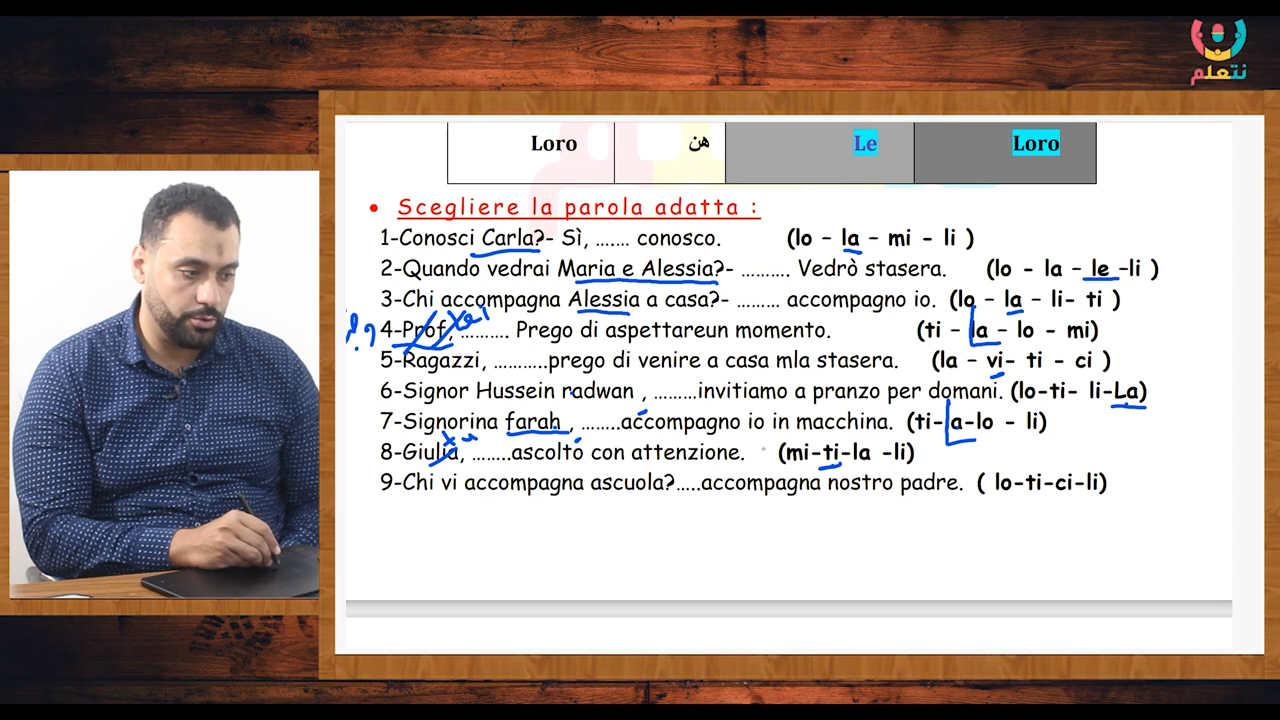 نتعلم
Loro هن Le Loro
• Scegliere la parola adatta :
1-Conosci Carla?- Sì, ....... conosco. (lo – la – mi – li )
2-Quando vedrai Maria e Alessia?- .......... Vedrò stasera. (lo - la – le -li )
3-Chi accompagna Alessia a casa?- ......... accompagno io. (lo – la – li- ti )
4-Prof, .......... Prego di aspettareun momento. (ti – la – lo – mi)
Lei
5-Ragazzi, ...........prego di venire a casa mla stasera. (la – vi- ti – ci )
6-Signor Hussein radwan , .........invitiamo a pranzo per domani. (lo-ti- li-La)
7-Signorina farah , ........accompagno io in macchina. (ti-la-lo – li)
tu
8-Giulia, ........ascolto con attenzione. (mi-ti-la -li)
9-Chi vi accompagna ascuola?.....accompagna nostro padre. ( lo-ti-ci-li)